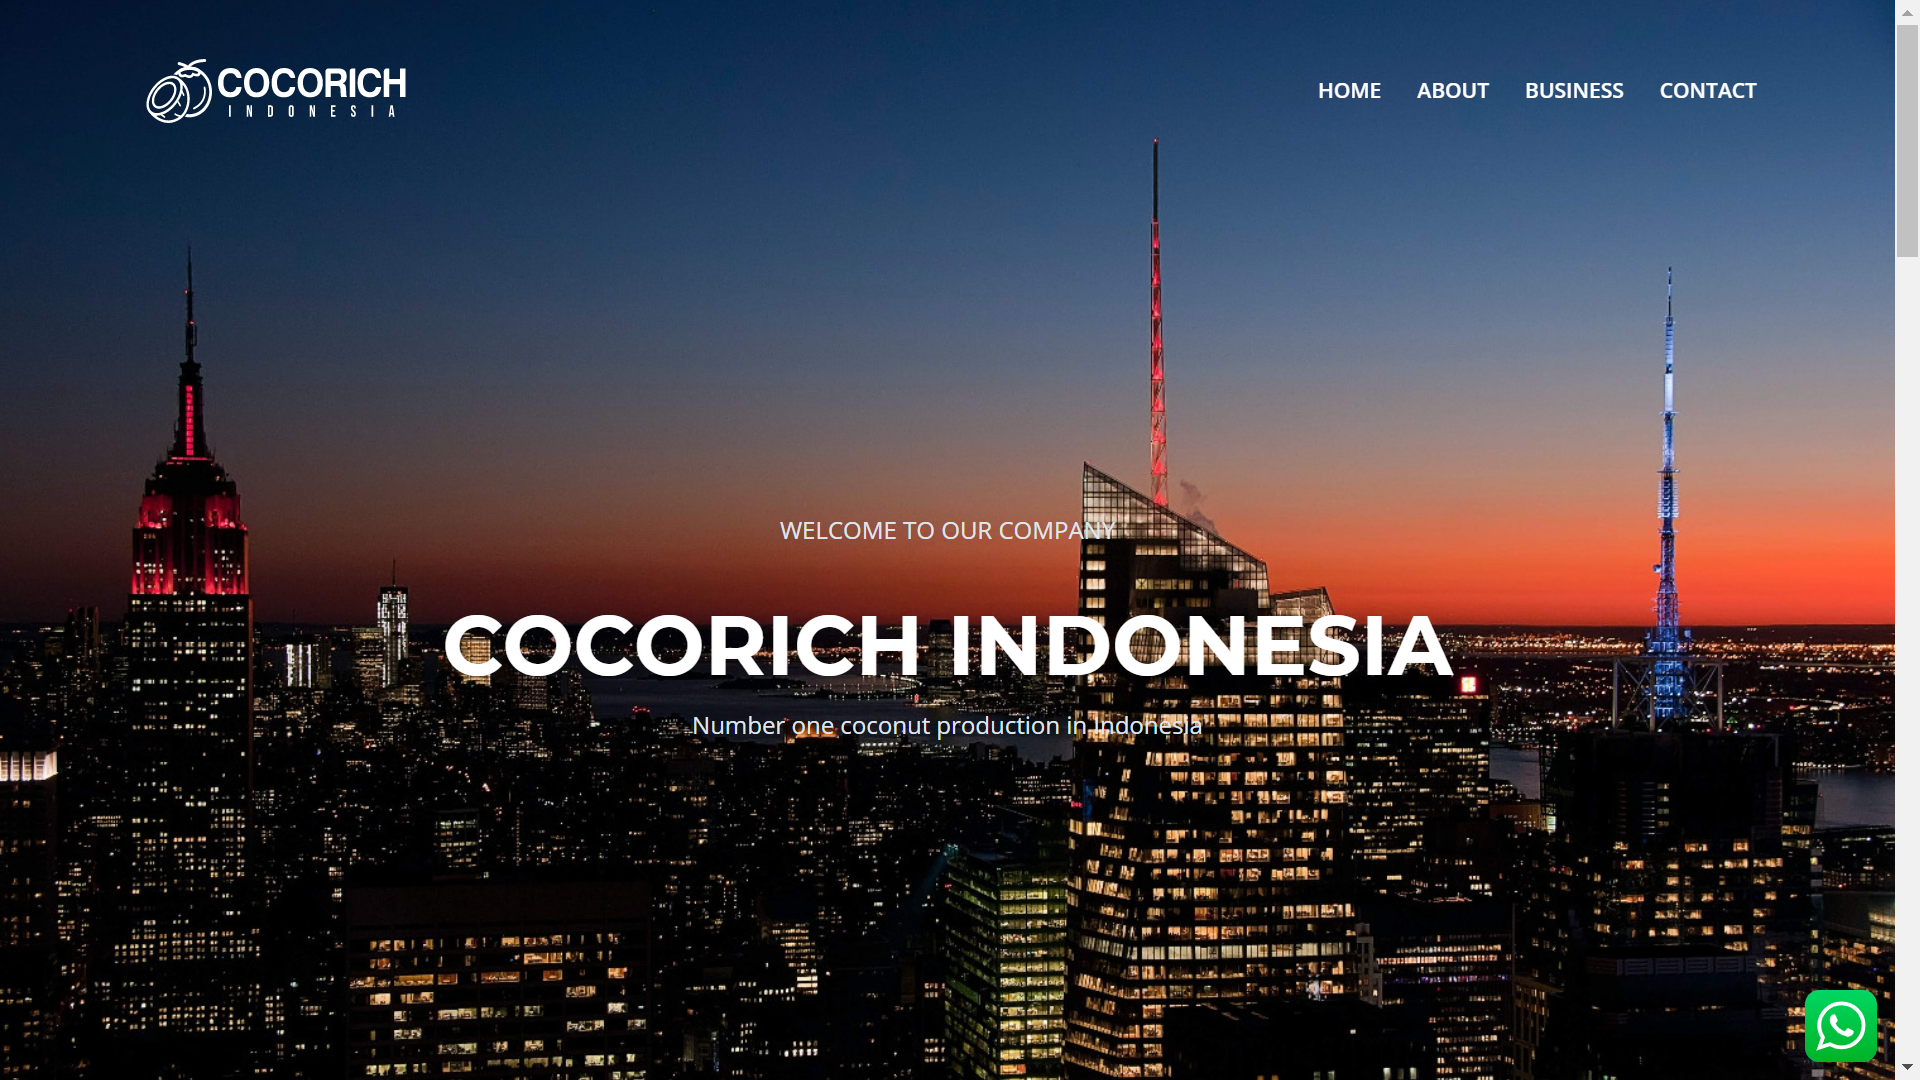 COCORICH
INDONESIA
HOME
ABOUT
BUSINESS
CONTACT
WELCOME TO OUR COMPANY
COCORICH INDONESIA
Number one coconut production in Indonesia